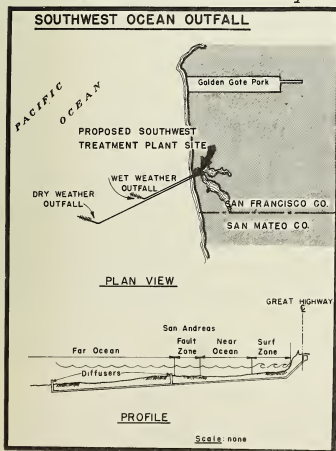 SOUTHWEST OCEAN OUTFALL
PACIFIC
OCEAN
Golden Gate Park
PROPOSED SOUTHWEST
TREATMENT PLANT SITE
WET WEATHER
OUTFALL
DRY WEATHER
OUTFALL
SAN FRANCISCO CO.
SAN MATEO CO.
PLAN VIEW
GREAT HIGHWAY
San Andreas
Far Ocean
Fault
Zone
Near
Ocean
Surf
Zone
Diffusers
PROFILE
Scale: none